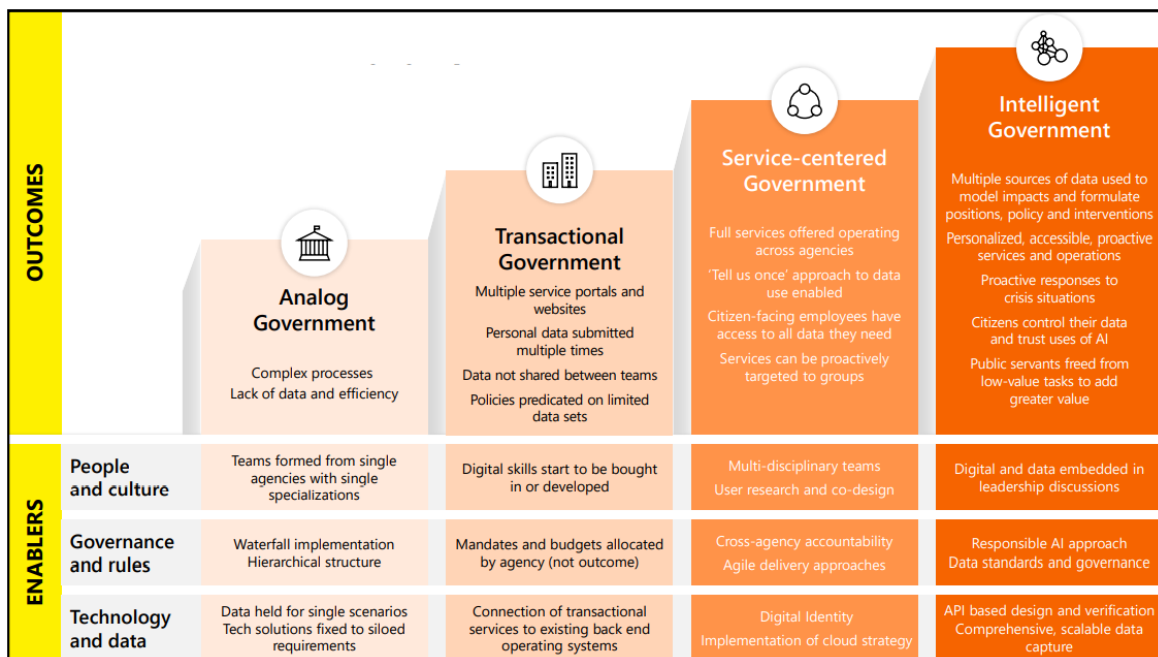 OUTCOMES
Analog
Government
Complex processes
Lack of data and efficiency
Transactional
Government
Multiple service portals and
websites
Personal data submitted
multiple times
Data not shared between teams
Policies predicated on limited
data sets
Service-centered
Government
Full services offered operating
across agencies
'Tell us once' approach to data
use enabled
Citizen-facing employees have
access to all data they need
Services can be proactively
targeted to groups
Intelligent
Government
Multiple sources of data used to
model impacts and formulate
positions, policy and interventions
Personalized, accessible, proactive
services and operations
Proactive responses to
crisis situations
Citizens control their data
and trust uses of AI
Public servants freed from
low-value tasks to add
greater value
ENABLERS
People
and culture
Teams formed from single
agencies with single
specializations
Digital skills start to be bought
in or developed
Multi-disciplinary teams
User research and co-design
Digital and data embedded in
leadership discussions
Governance
and rules
Waterfall implementation
Hierarchical structure
Mandates and budgets allocated
by agency (not outcome)
Cross-agency accountability
Agile delivery approaches
Responsible AI approach
Data standards and governance
Technology
and data
Data held for single scenarios
Tech solutions fixed to siloed
requirements
Connection of transactional
services to existing back end
operating systems
Digital Identity
Implementation of cloud strategy
API based design and verification
Comprehensive, scalable data
capture